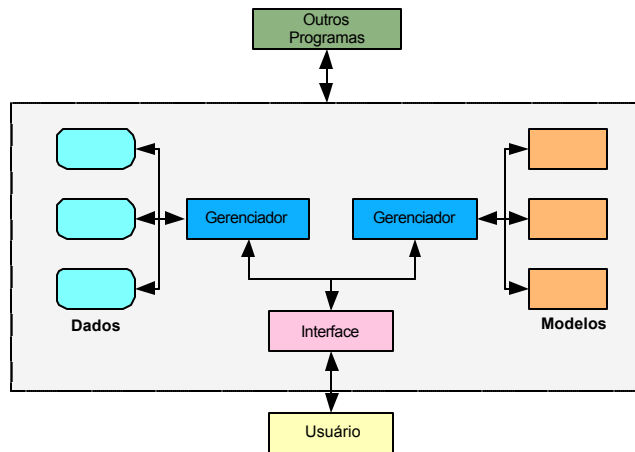 Outros
Programas
Gerenciador
Gerenciador
Dados
Modelos
Interface
Usuário